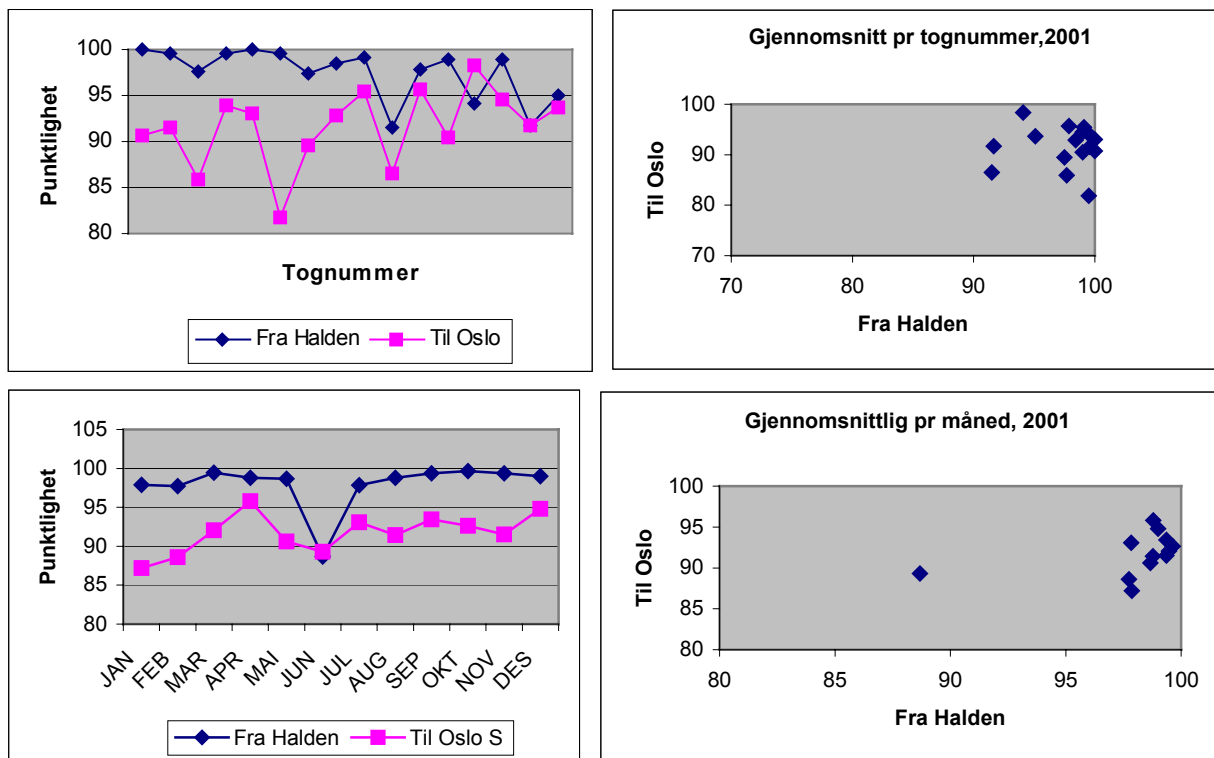 100
95
90
85
80
Punktlighet
Tognummer
Fra Halden Til Oslo
Gjennomsnitt pr tognummer,2001
100
90
80
70
Til Oslo
70 80 90 100
Fra Halden
105
100
95
90
85
80
Punktlighet
JAN FEB MAR APR MAI JUN JUL AUG SEP OKT NOV DES
Fra Halden Til Oslo S
Gjennomsnittlig pr måned, 2001
100
95
90
85
80
Til Oslo
80 85 90 95 100
Fra Halden